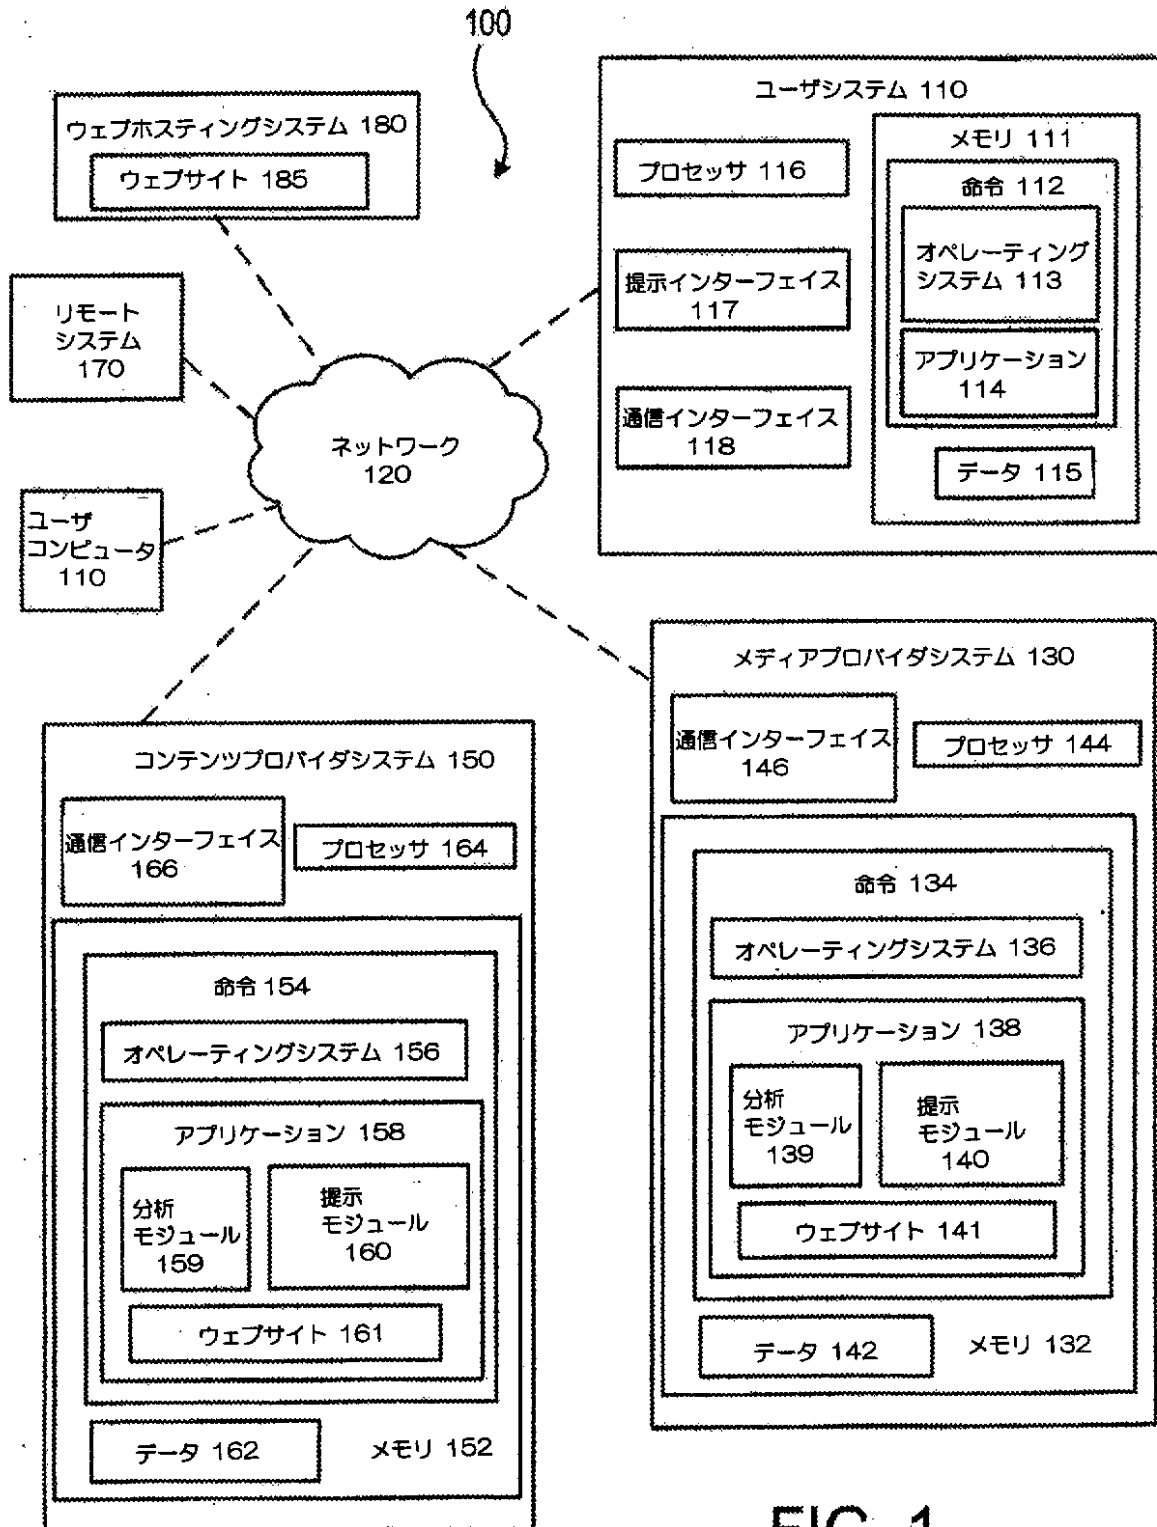 100
ウェブホスティングシステム 180
ウェブサイト 185
リモート
システム
170
ユーザ
コンピュータ
110
ネットワーク
120
ユーザシステム 110
プロセッサ 116
提示インターフェイス
117
通信インターフェイス
118
メモリ 111
命令 112
オペレーティング
システム 113
アプリケーション
114
データ 115
コンテンツプロバイダシステム 150
通信インターフェイス
166
プロセッサ 164
命令 154
オペレーティングシステム 156
アプリケーション 158
分析
モジュール
159
提示
モジュール
160
ウェブサイト 161
データ 162
メモリ 152
メディアプロバイダシステム 130
通信インターフェイス
146
プロセッサ 144
命令 134
オペレーティングシステム 136
アプリケーション 138
分析
モジュール
139
提示
モジュール
140
ウェブサイト 141
データ 142
メモリ 132
FIG. 1